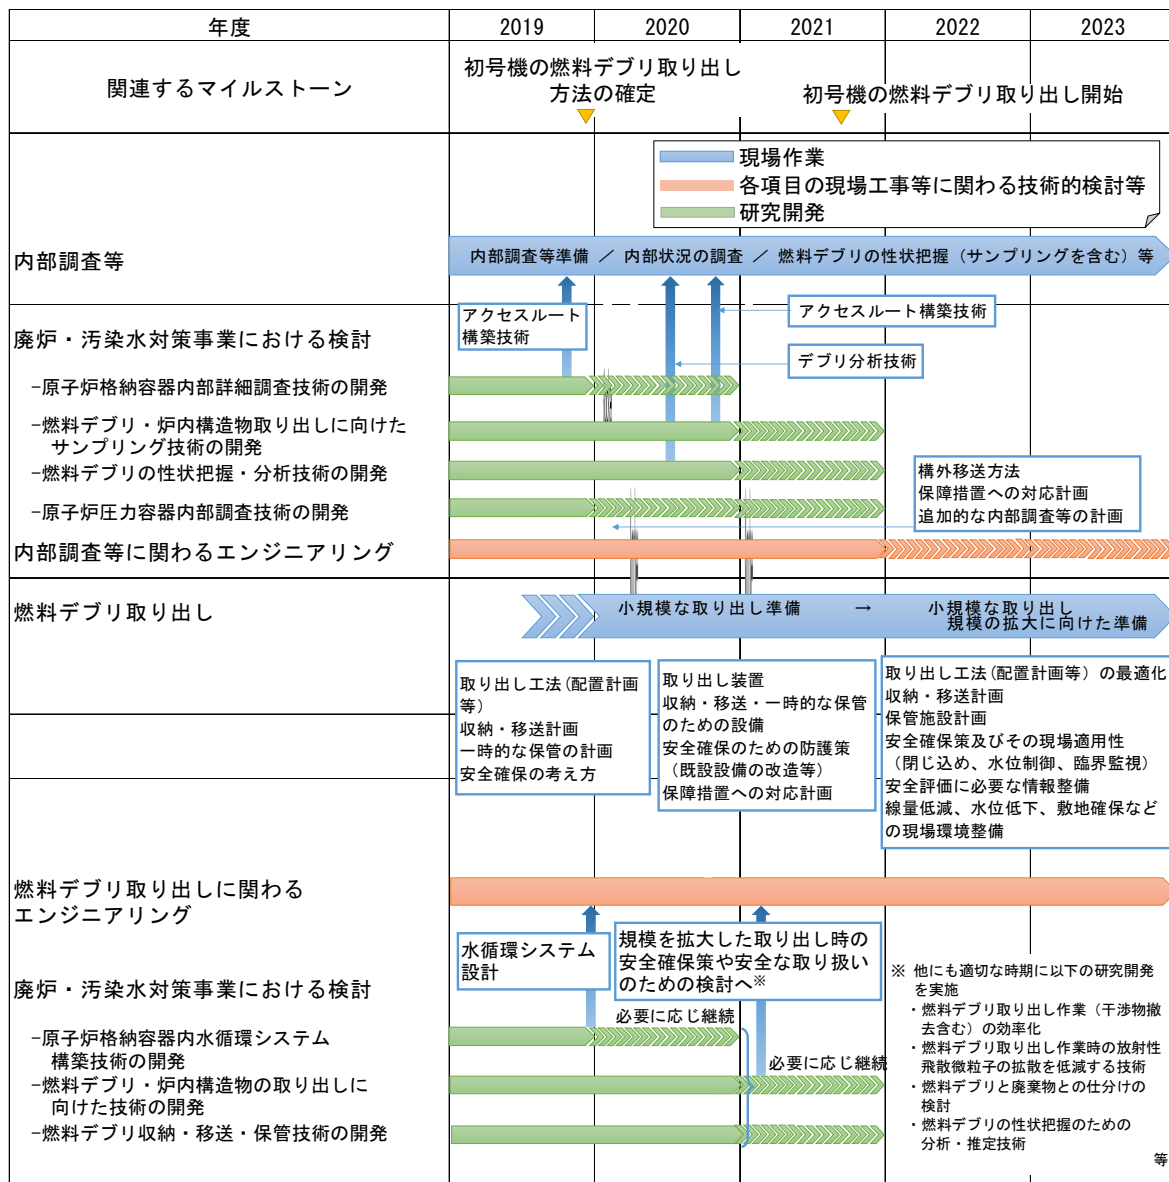 年度
2019
2020
2021
2022
2023
関連するマイルストーン
初号機の燃料デブリ取り出し
方法の確定
初号機の燃料デブリ取り出し開始
現場作業
各項目の現場工事等に関わる技術的検討等
研究開発
内部調査等
内部調査等準備 ／ 内部状況の調査 ／ 燃料デブリの性状把握（サンプリングを含む）等
アクセスルート
構築技術
アクセスルート構築技術
デブリ分析技術
廃炉・汚染水対策事業における検討
-原子炉格納容器内部詳細調査技術の開発
-燃料デブリ・炉内構造物取り出しに向けた
サンプリング技術の開発
-燃料デブリの性状把握・分析技術の開発
-原子炉圧力容器内部調査技術の開発
構外移送方法
保障措置への対応計画
追加的な内部調査等の計画
内部調査等に関わるエンジニアリング
燃料デブリ取り出し
小規模な取り出し準備 → 小規模な取り出し
規模の拡大に向けた準備
取り出し工法(配置計画
等)
収納・移送計画
一時的な保管の計画
安全確保の考え方
取り出し装置
収納・移送・一時的な保管
のための設備
安全確保のための防護策
（既設設備の改造等）
保障措置への対応計画
取り出し工法(配置計画等）の最適化
収納・移送計画
保管施設計画
安全確保策及びその現場適用性
（閉じ込め、水位制御、臨界監視）
安全評価に必要な情報整備
線量低減、水位低下、敷地確保など
の現場環境整備
燃料デブリ取り出しに関わる
エンジニアリング
水循環システム
設計
規模を拡大した取り出し時の
安全確保策や安全な取り扱い
のための検討へ※
廃炉・汚染水対策事業における検討
-原子炉格納容器内水循環システム
構築技術の開発
必要に応じ継続
-燃料デブリ・炉内構造物の取り出しに
向けた技術の開発
必要に応じ継続
-燃料デブリ収納・移送・保管技術の開発
※ 他にも適切な時期に以下の研究開発
を実施
・燃料デブリ取り出し作業（干渉物撤
去含む）の効率化
・燃料デブリ取り出し作業時の放射性
飛散微粒子の拡散を低減する技術
・燃料デブリと廃棄物との仕分けの
検討
・燃料デブリの性状把握のための
分析・推定技術
等